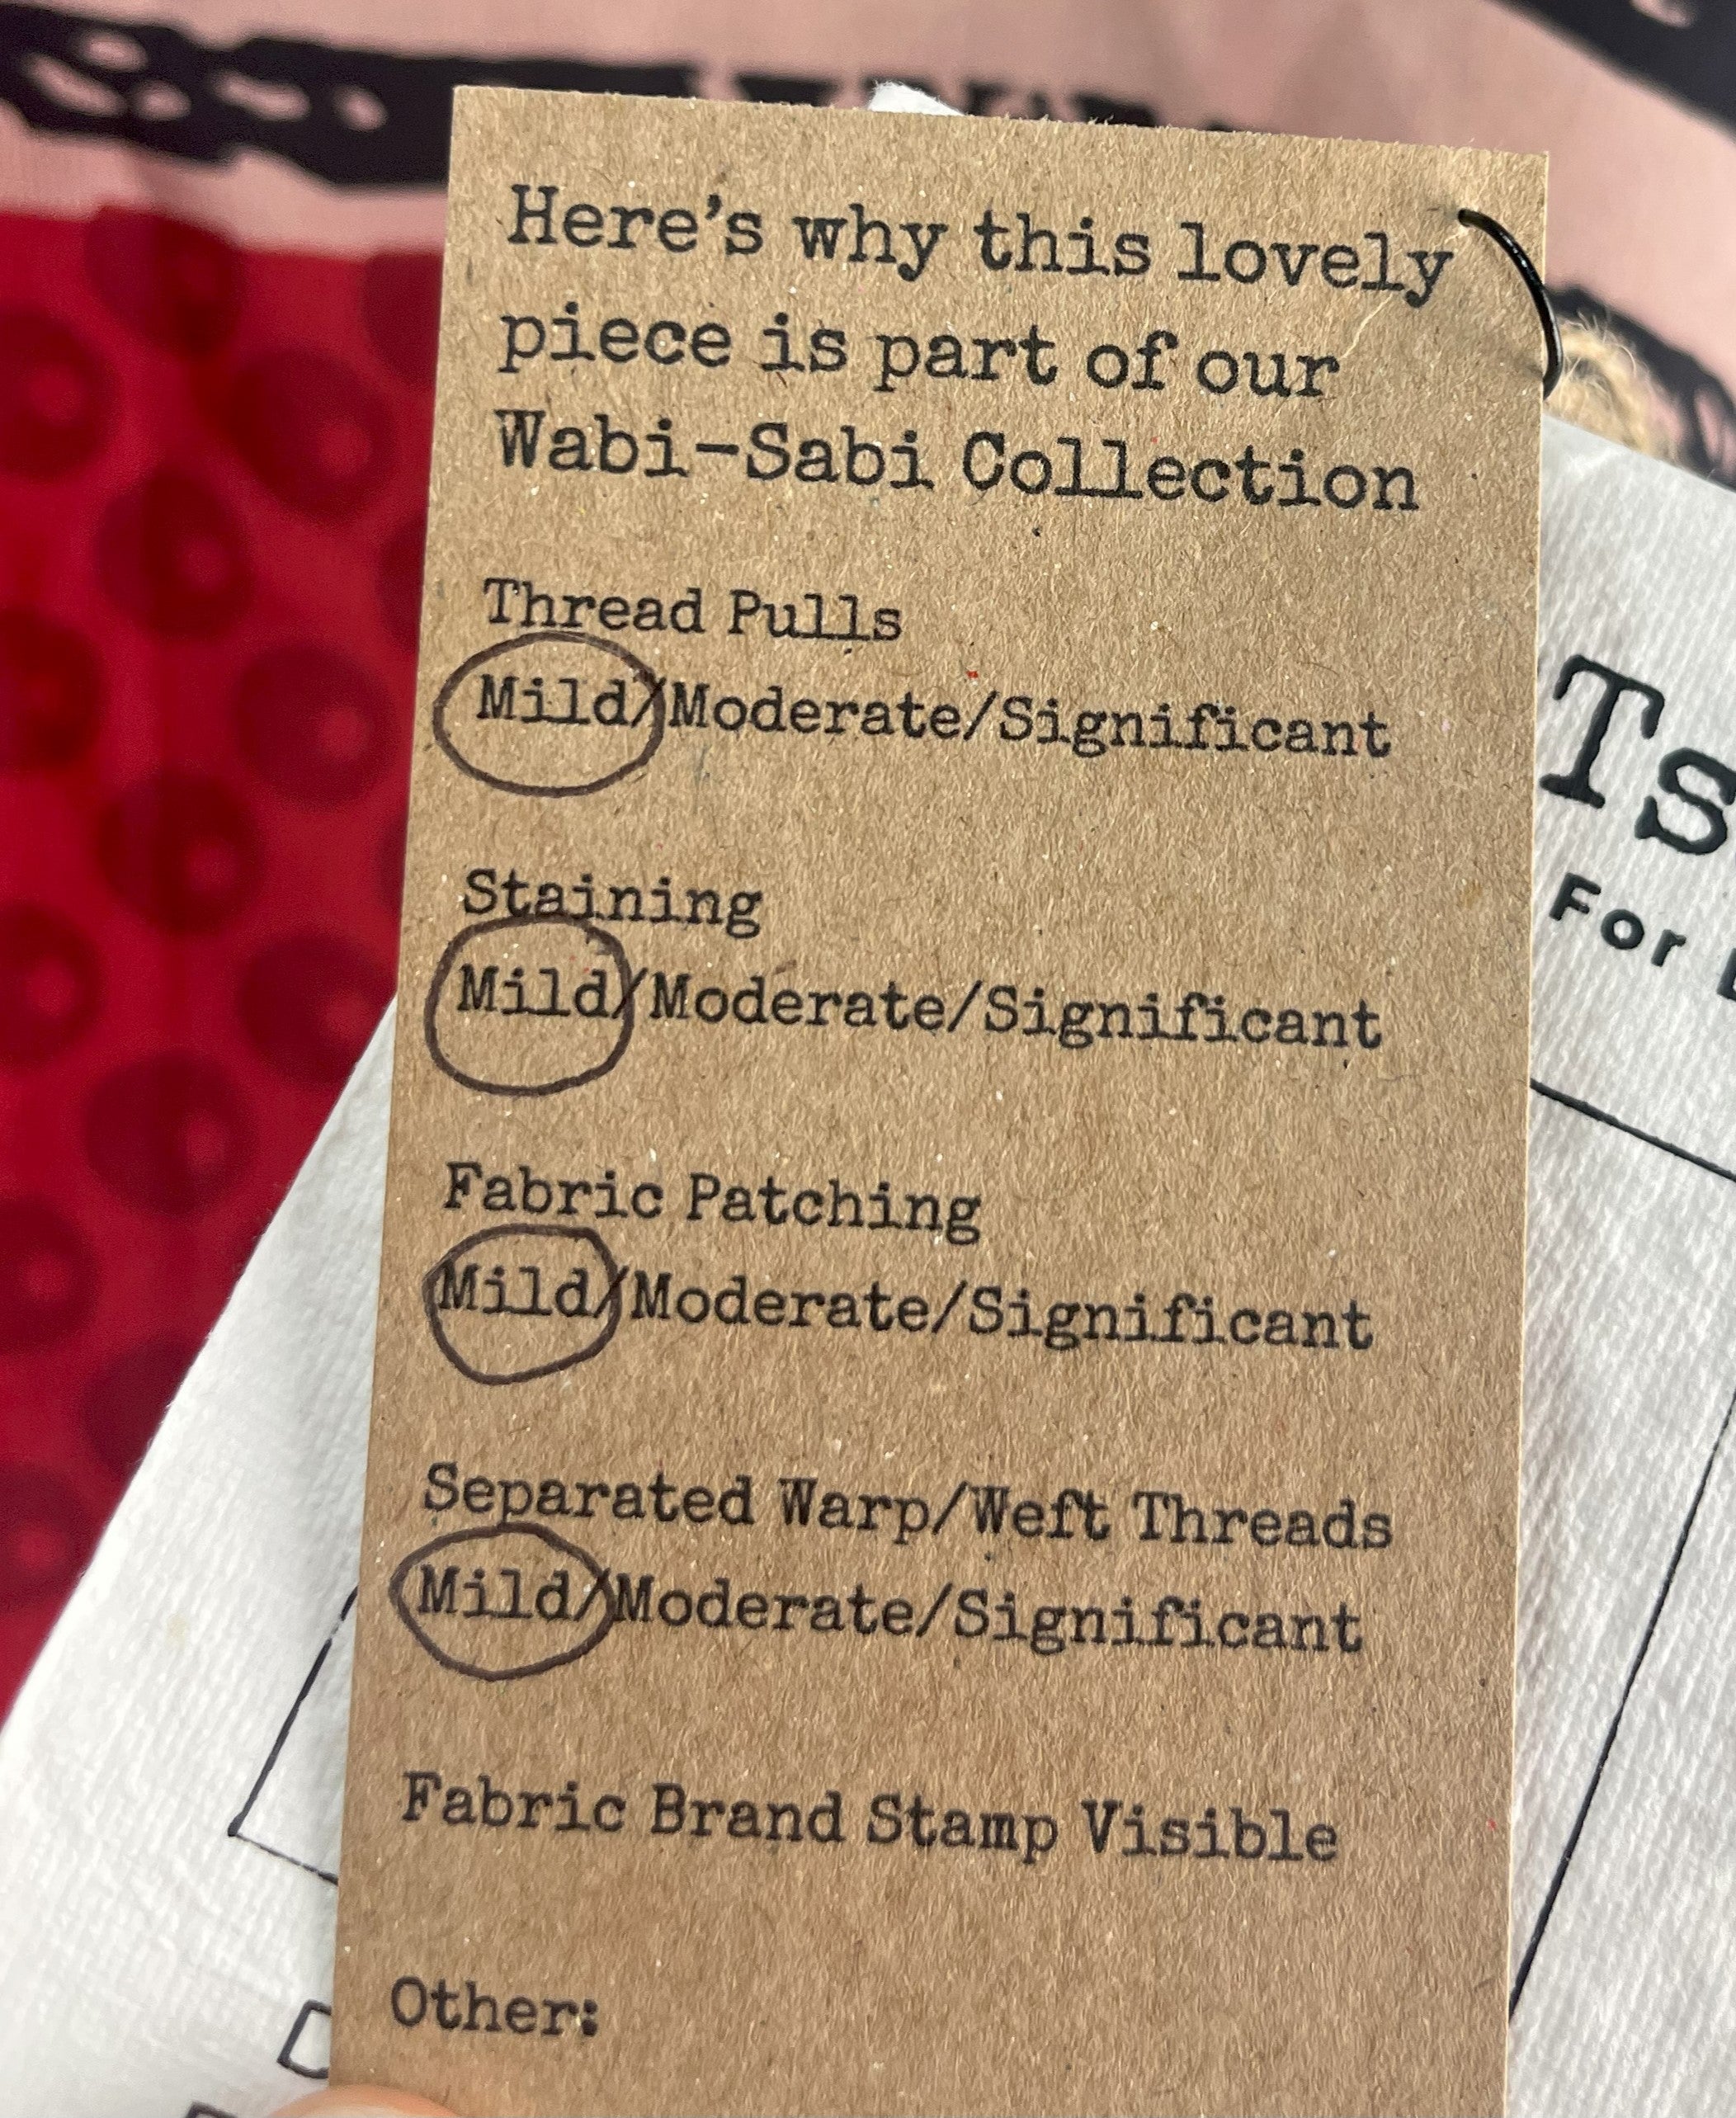 Here's why this lovely
piece is part of our
Wabi-Sabi Collection
Thread Pulls
Mild/Moderate/Significant
Staining
Mild/Moderate/Significant
Fabric Patching
Mild/Moderate/Significant
Separated Warp/Weft Threads
Mild/Moderate/Significant
Fabric Brand Stamp Visible
Other:
Ts
For